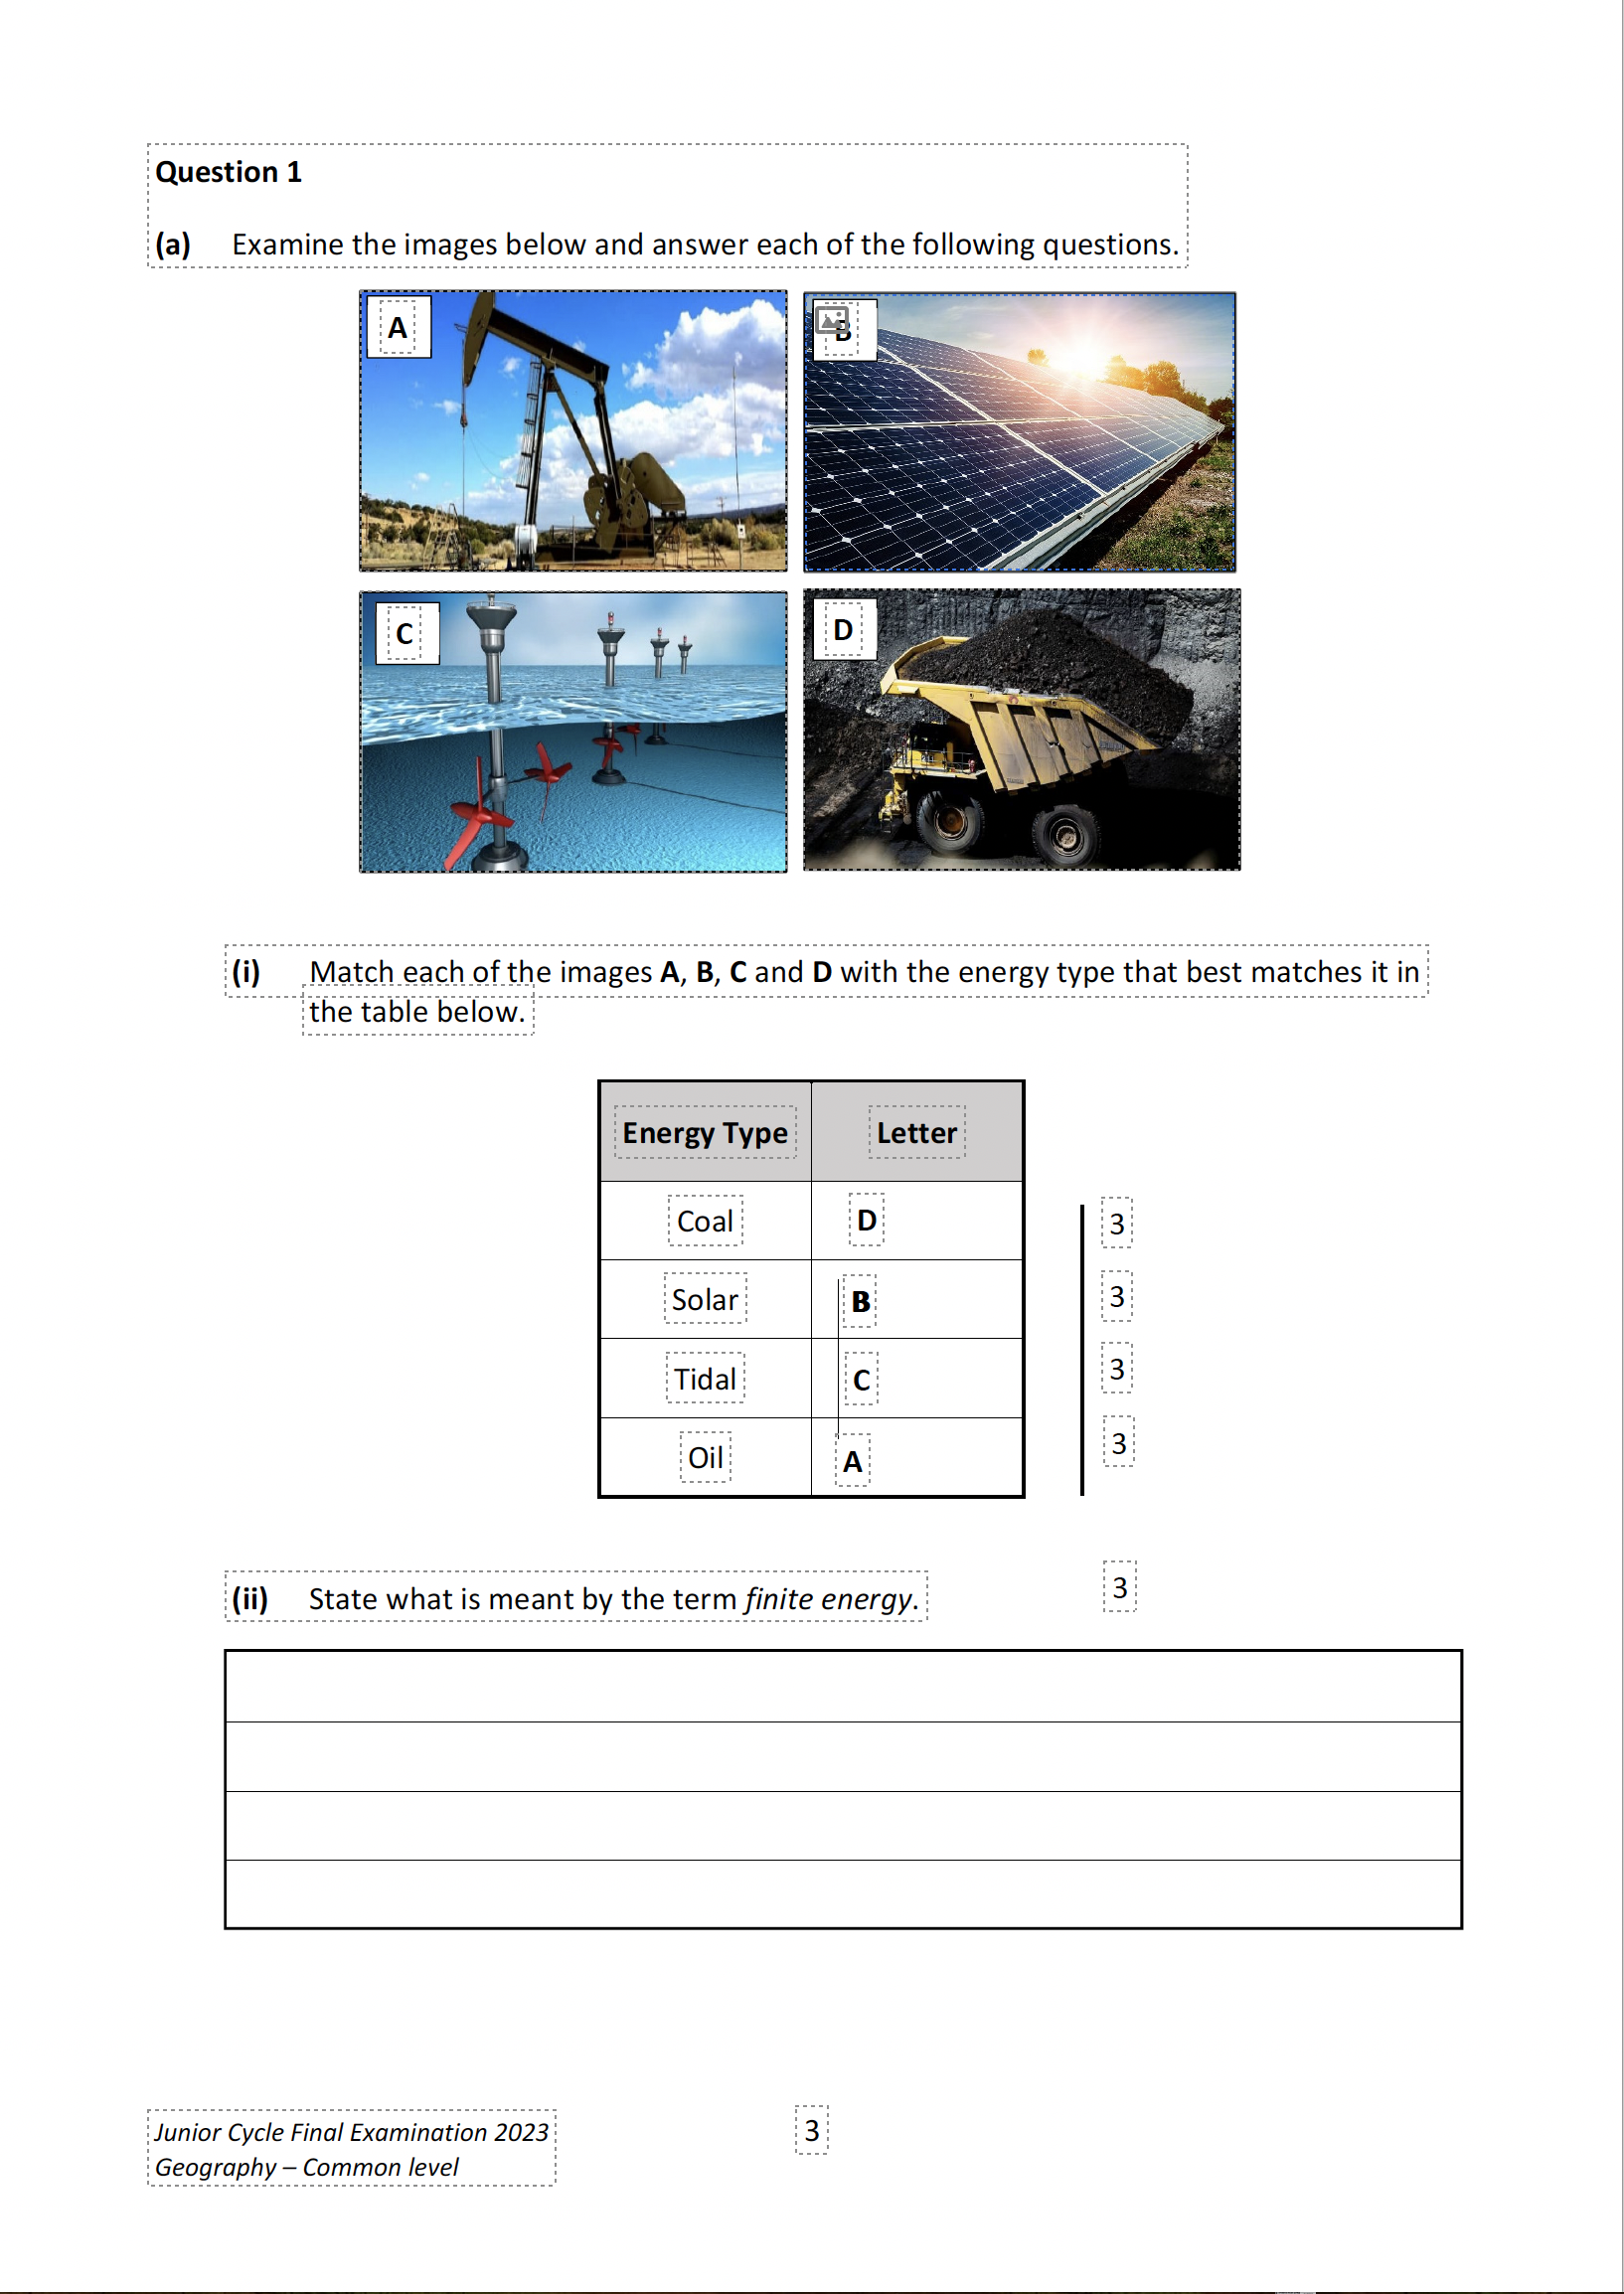 Question 1
(a) Examine the images below and answer each of the following questions.
A
B
C
D
(i) Match each of the images A, B, C and D with the energy type that best matches it in
the table below.
Energy Type Letter
Coal D 3
Solar B 3
Tidal C 3
Oil A 3
(ii) State what is meant by the term finite energy. 3
Junior Cycle Final Examination 2023
3
Geography – Common level